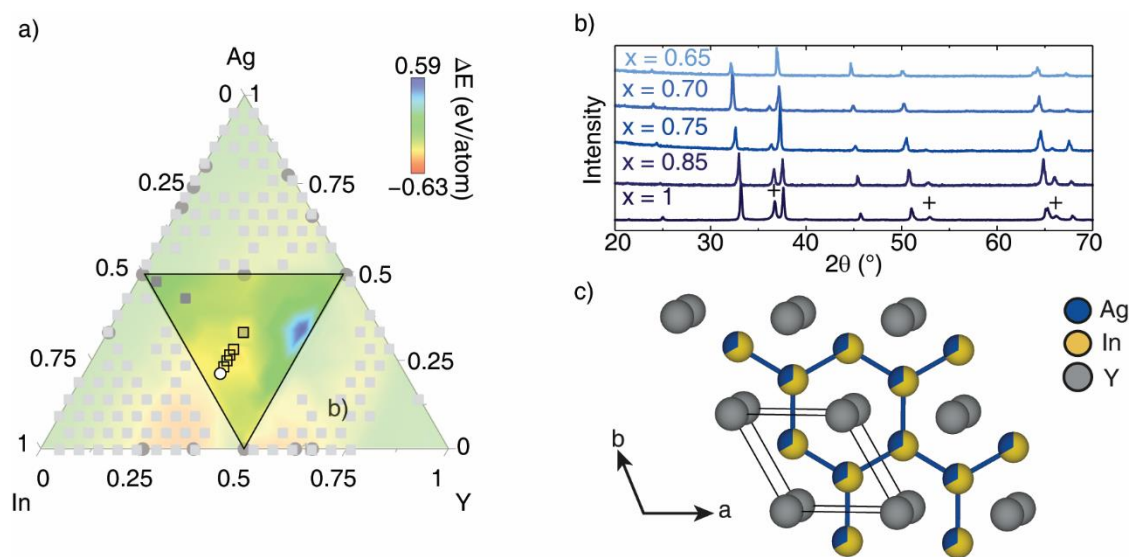 a)
Ag
0
1
0.59
ΔE (eV/atom)
−0.63
0.25
0.75
0.5
0.5
0.75
0.25
b)
1
0
0
0.25
0.5
0.75
1
In
Y
b)
Intensity
x = 0.65
x = 0.70
x = 0.75
x = 0.85
x = 1
+
+
+
20
30
40
50
60
70
2θ (°)
c)
Ag
In
Y
b
a